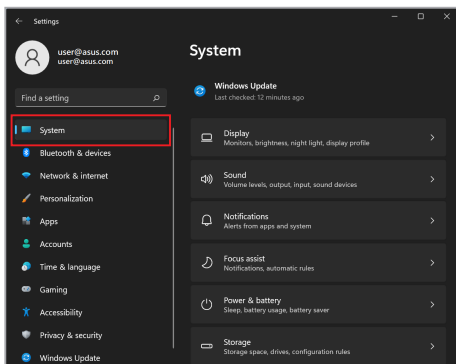 Settings
user@asus.com
user@asus.com
Find a setting
System
Bluetooth & devices
Network & internet
Personalization
Apps
Accounts
Time & language
Gaming
Accessibility
Privacy & security
Windows Update
System
Windows Update
Last checked: 12 minutes ago
Display
Monitors, brightness, night light, display profile
Sound
Volume levels, output, input, sound devices
Notifications
Alerts from apps and system
Focus assist
Notifications, automatic rules
Power & battery
Sleep, battery usage, battery saver
Storage
Storage space, drives, configuration rules